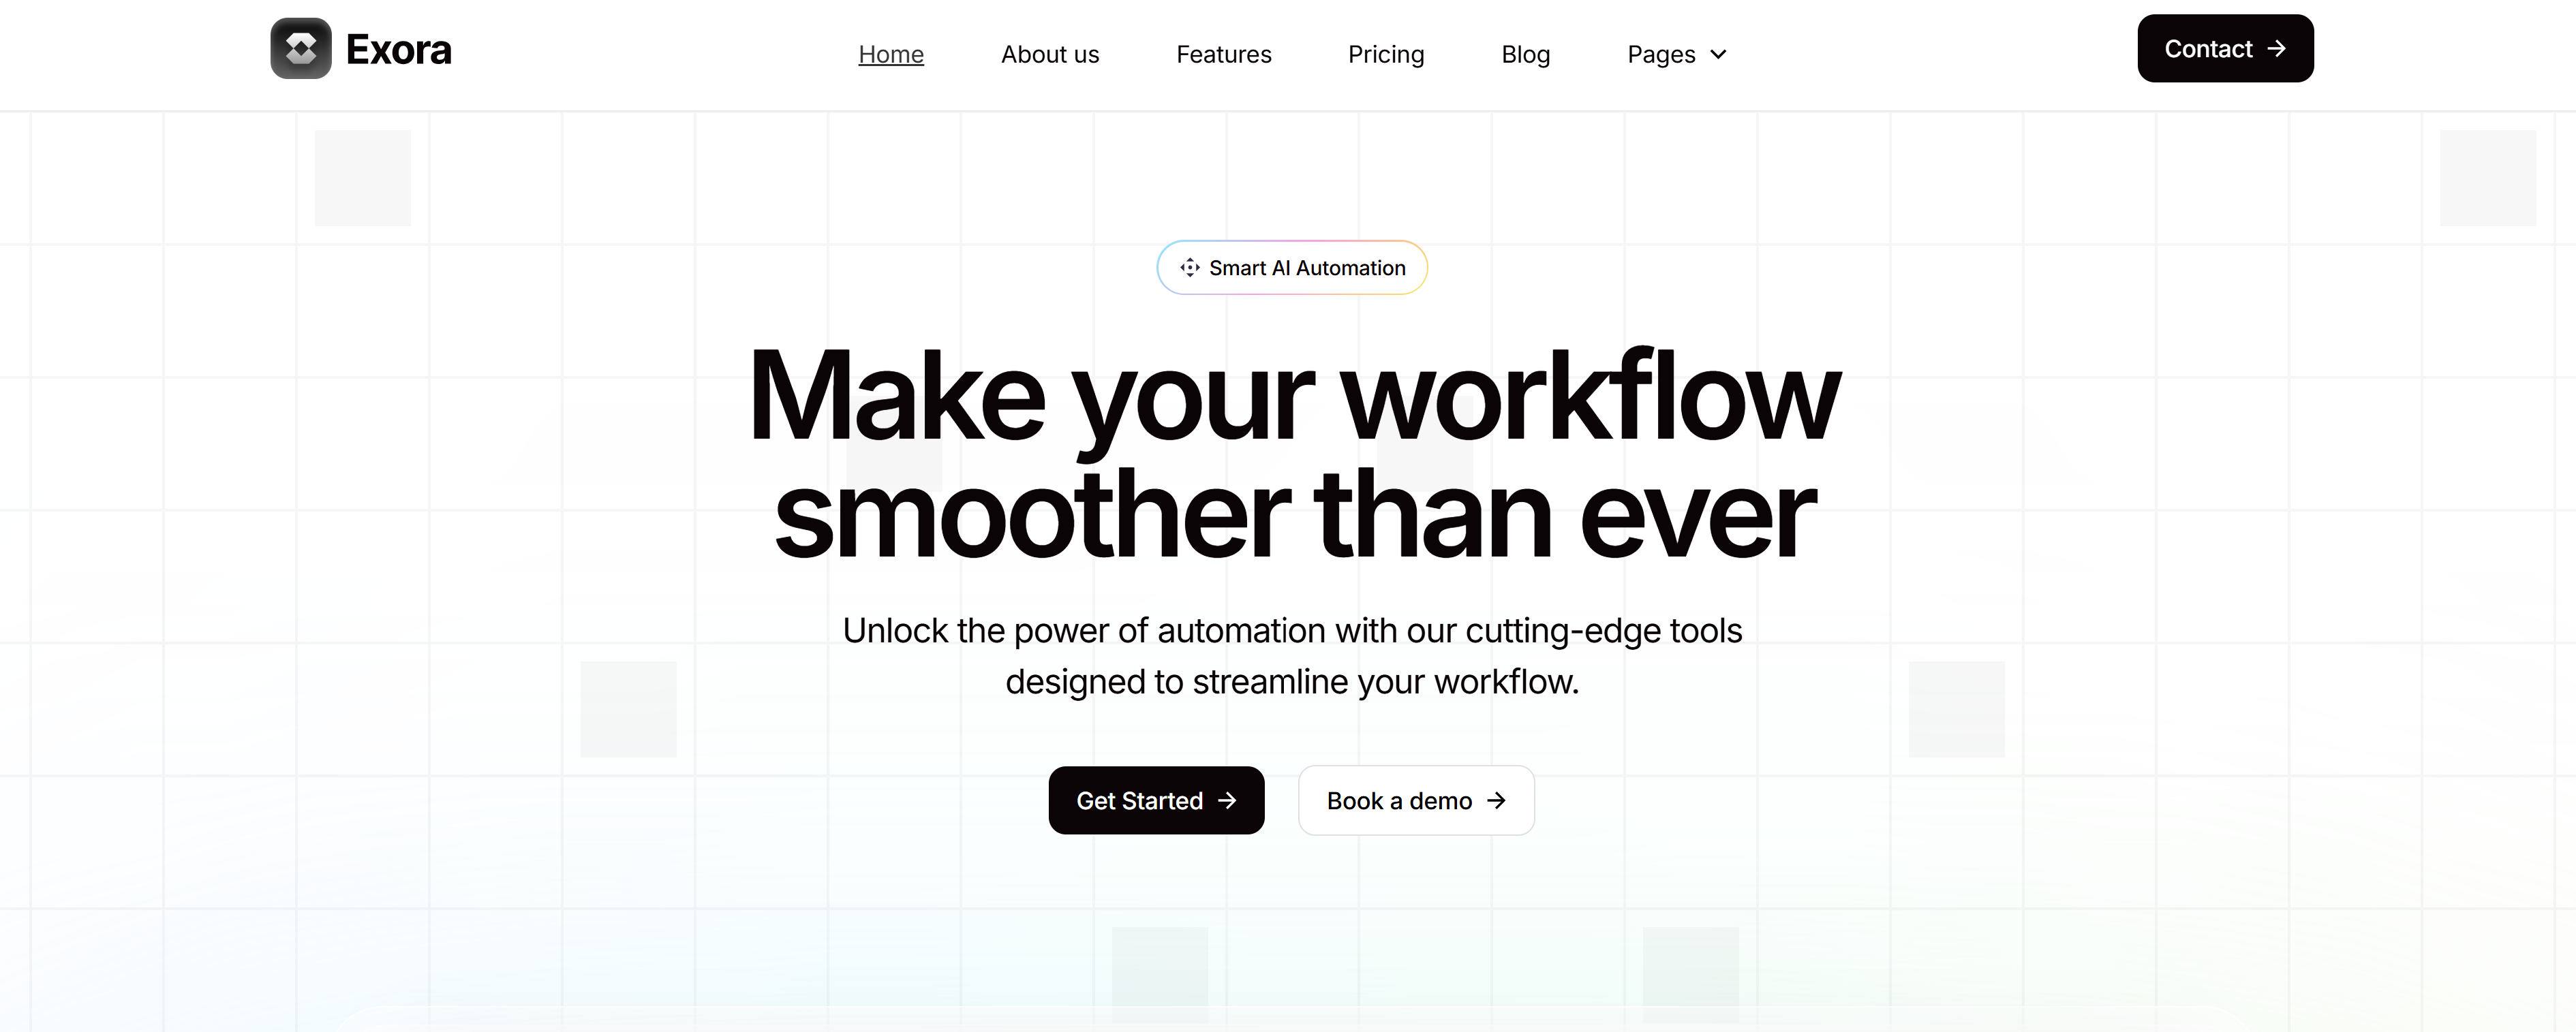 Exora
Home
About us
Features
Pricing
Blog
Pages
Contact
Smart AI Automation
Make your workflow
smoother than ever
Unlock the power of automation with our cutting-edge tools
designed to streamline your workflow.
Get Started
Book a demo